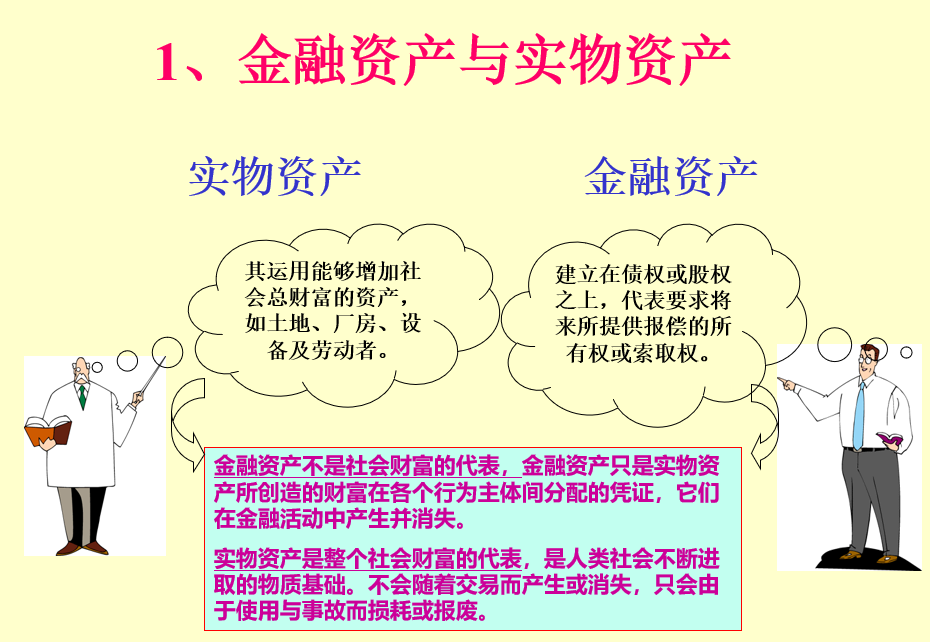 1、金融资产与实物资产
实物资产
金融资产
其运用能够增加社
会总财富的资产，
如土地、厂房、设
备及劳动者。
建立在债权或股权
之上，代表要求将
来所提供报偿的所
有权或索取权。
金融资产不是社会财富的代表，金融资产只是实物资
产所创造的财富在各个行为主体间分配的凭证，它们
在金融活动中产生并消失。
实物资产是整个社会财富的代表，是人类社会不断进
取的物质基础。不会随着交易而产生或消失，只会由
于使用与事故而损耗或报废。